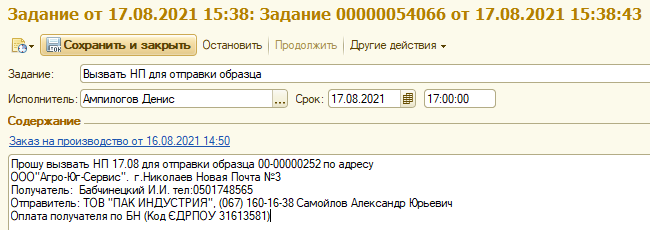 Задание от 17.08.2021 15:38: Задание 00000054066 от 17.08.2021 15:38:43
Сохранить и закрыть Остановить Продолжить Другие действия
Задание: Вызвать НП для отправки образца
Исполнитель: Ампилогов Денис ... Срок: 17.08.2021 17:00:00
Содержание
Заказ на производство от 16.08.2021 14:50
Прошу вызвать НП 17.08 для отправки образца 00-00000252 по адресу
ООО"Агро-Юг-Сервис". г.Николаев Новая Почта №3
Получатель: Бабчинецкий И.И. тел:0501748565
Отправитель: ТОВ "ПАК ИНДУСТРИЯ", (067) 160-16-38 Самойлов Александр Юрьевич
Оплата получателя по БН (Код ЄДРПОУ 31613581)